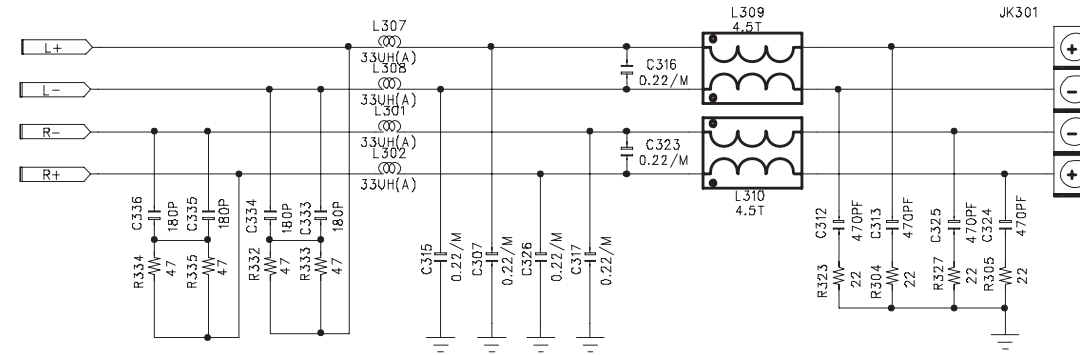 L307
L309
JK301
4.5T
L+
33UH(A)
L308
C316
0.22/M
L-
33UH(A)
L301
R-
33UH(A)
L302
C323
0.22/M
R+
33UH(A)
L310
4.5T
C336
180P
C335
180P
C334
180P
C333
180P
C312
470PF
C313
470PF
C325
470PF
C324
470PF
C315
0.22/M
C307
0.22/M
C326
0.22/M
C317
0.22/M
R334
47
R335
47
R332
47
R333
47
R323
22
R304
22
R327
22
R305
22